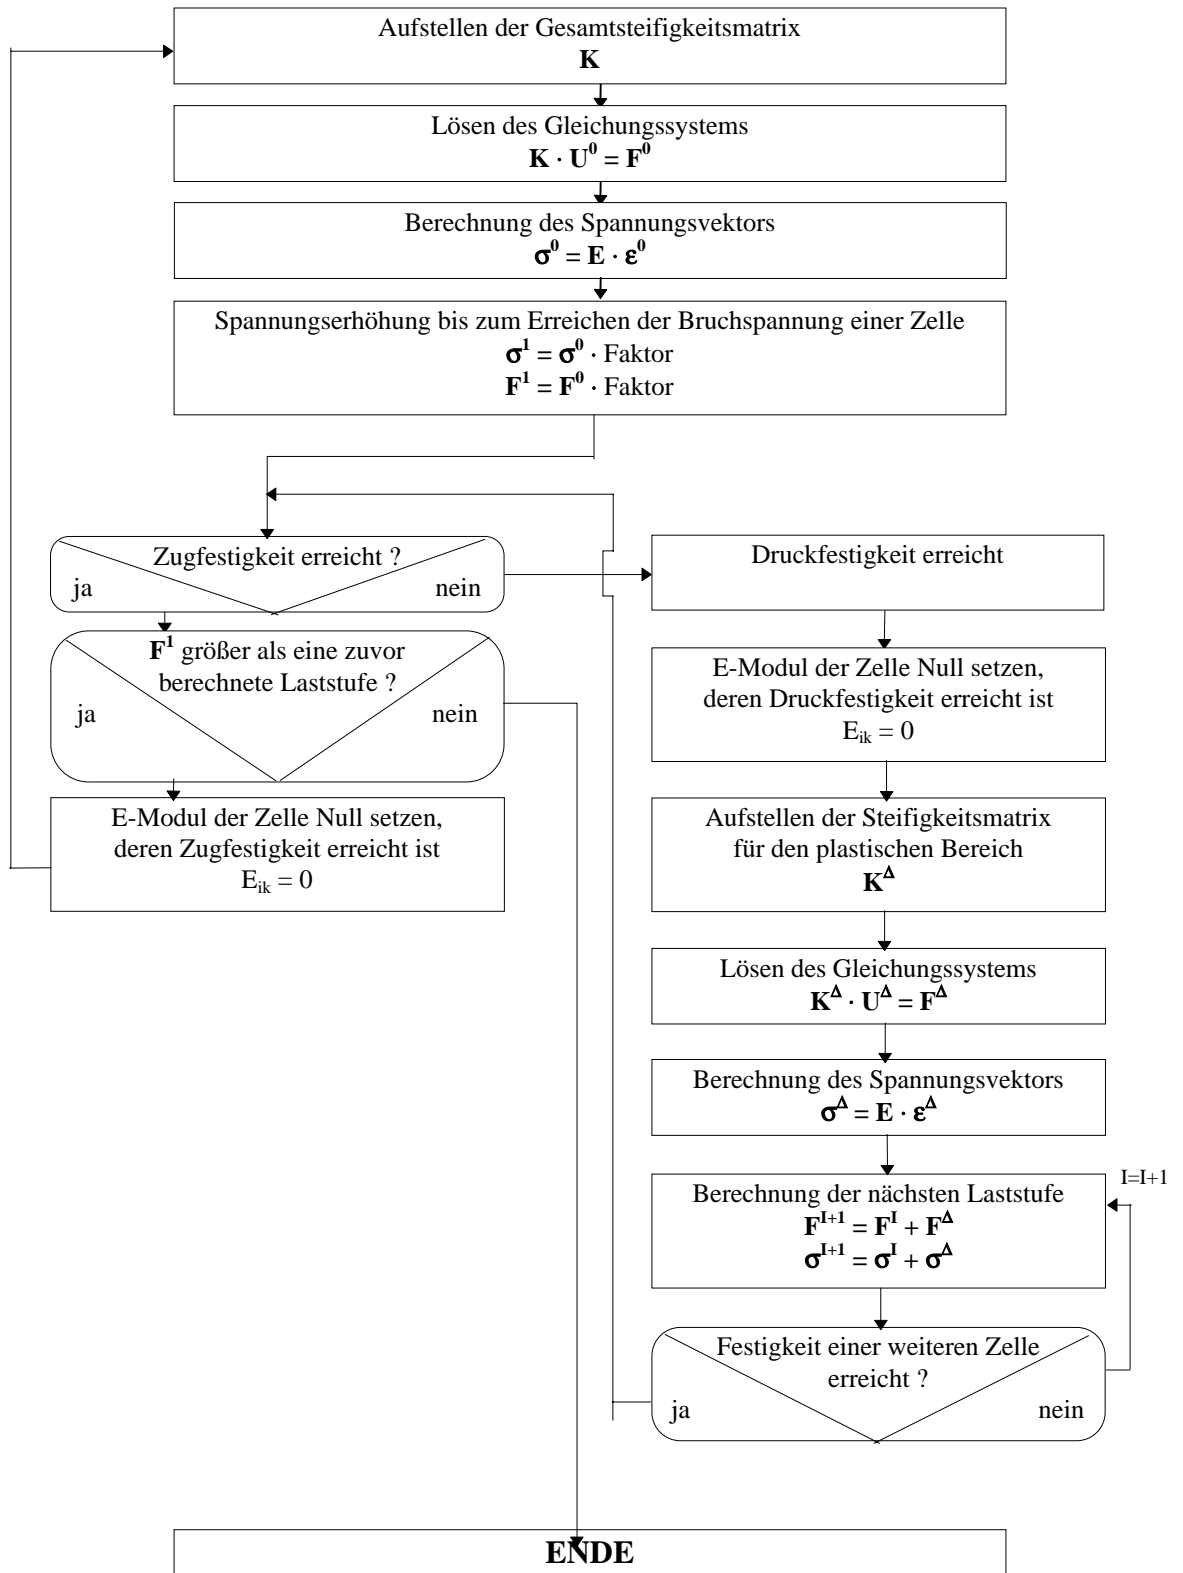 Aufstellen der Gesamtsteifigkeitsmatrix
K
Lösen des Gleichungssystems
K · U⁰ = F⁰
Berechnung des Spannungsvektors
σ⁰ = E · ε⁰
Spannungserhöhung bis zum Erreichen der Bruchspannung einer Zelle
σ¹ = σ⁰ · Faktor
F¹ = F⁰ · Faktor
Zugfestigkeit erreicht ?
ja nein
F¹ größer als eine zuvor
berechnete Laststufe ?
ja nein
E-Modul der Zelle Null setzen,
deren Zugfestigkeit erreicht ist
E_ik = 0
Druckfestigkeit erreicht
E-Modul der Zelle Null setzen,
deren Druckfestigkeit erreicht ist
E_ik = 0
Aufstellen der Steifigkeitsmatrix
für den plastischen Bereich
K^Δ
Lösen des Gleichungssystems
K^Δ · U^Δ = F^Δ
Berechnung des Spannungsvektors
σ^Δ = E · ε^Δ
I=I+1
Berechnung der nächsten Laststufe
F^I+1 = F^I + F^Δ
σ^I+1 = σ^I + σ^Δ
Festigkeit einer weiteren Zelle
erreicht ?
ja nein
ENDE